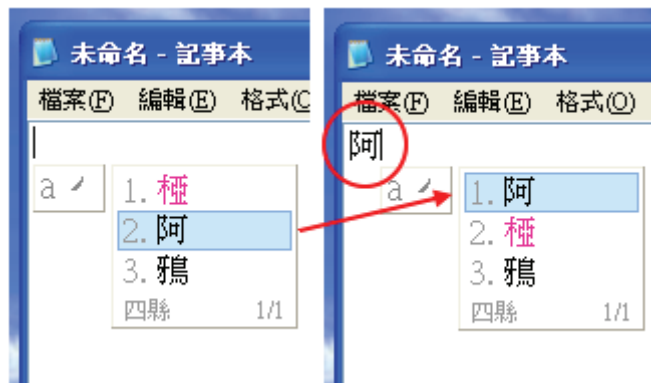 未命名 - 記事本
檔案(F) 編輯(E) 格式(O
a ˊ
1. 椏
2. 阿
3. 鴉
四縣 1/1
未命名 - 記事本
檔案(F) 編輯(E) 格式(O)
阿
a ˊ
1. 阿
2. 椏
3. 鴉
四縣 1/1